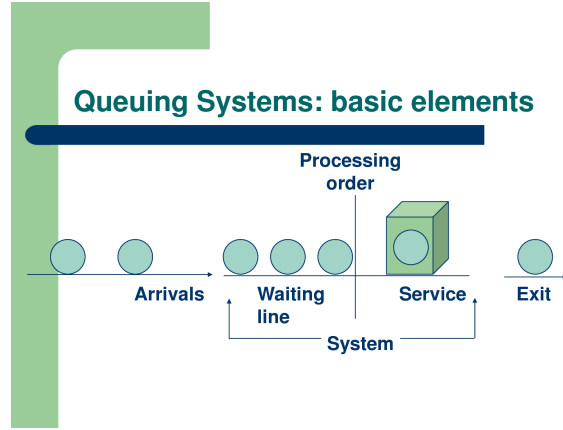 Queuing Systems: basic elements
Processing
order
Arrivals
Waiting
line
Service
Exit
System